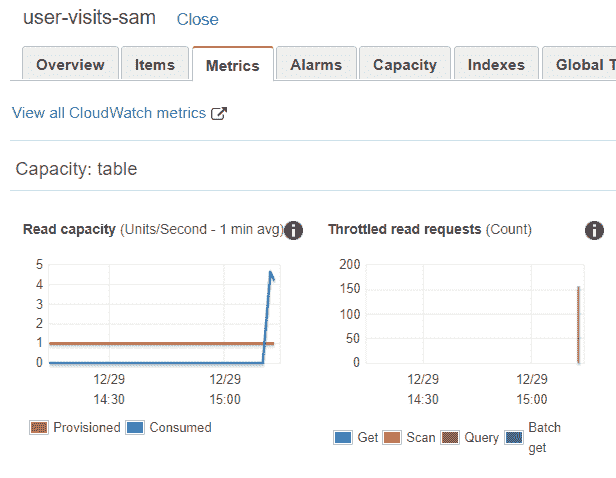 user-visits-sam Close
Overview Items Metrics Alarms Capacity Indexes Global T
View all CloudWatch metrics
Capacity: table
Read capacity (Units/Second - 1 min avg)
5
4
3
2
1
0
12/29 12/29
14:30 15:00
Provisioned Consumed
Throttled read requests (Count)
200
150
100
50
0
12/29 12/29
14:30 15:00
Get Scan Query Batch
get